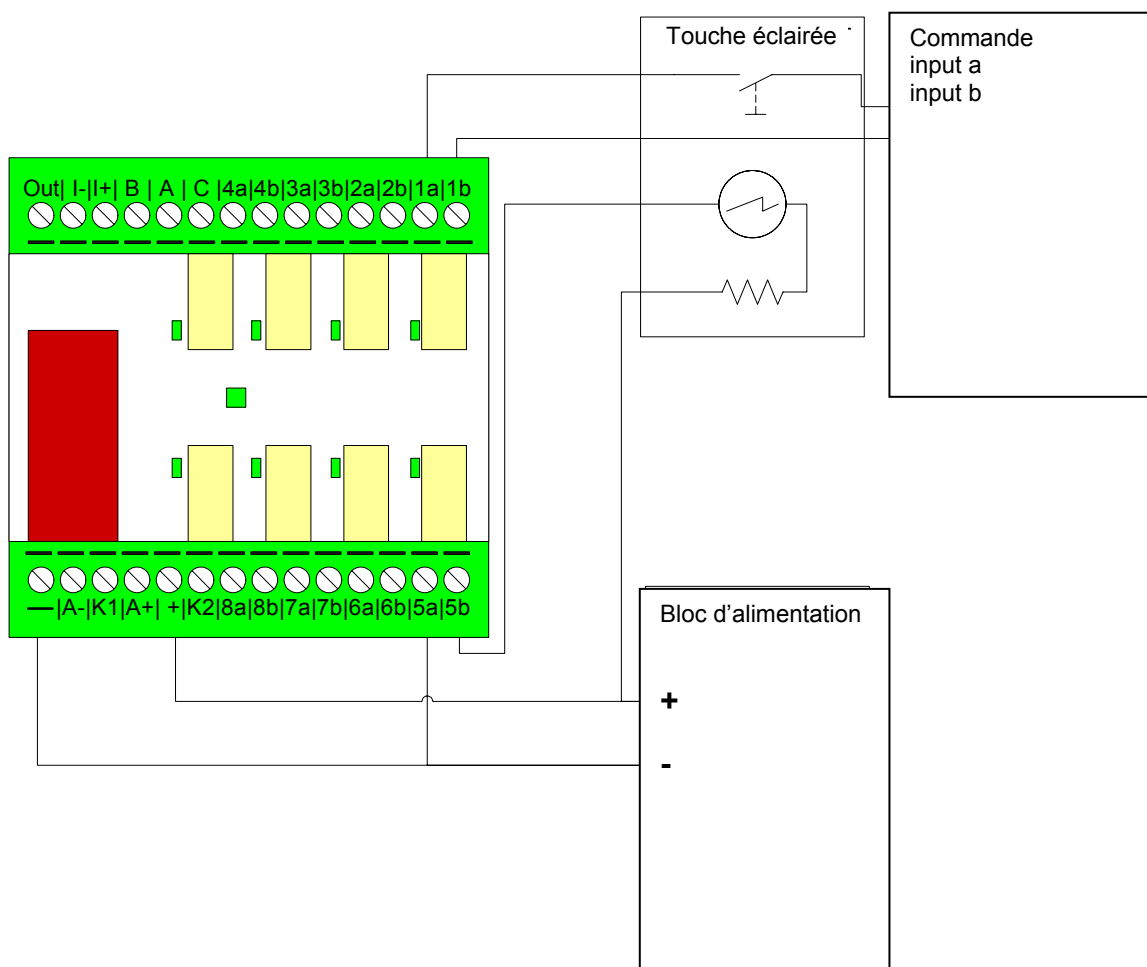 Touche éclairée
Commande
input a
input b
Out| I-|I+| B | A | C |4a|4b|3a|3b|2a|2b|1a|1b
—|A-|K1|A+| +|K2|8a|8b|7a|7b|6a|6b|5a|5b
Bloc d’alimentation
+
-